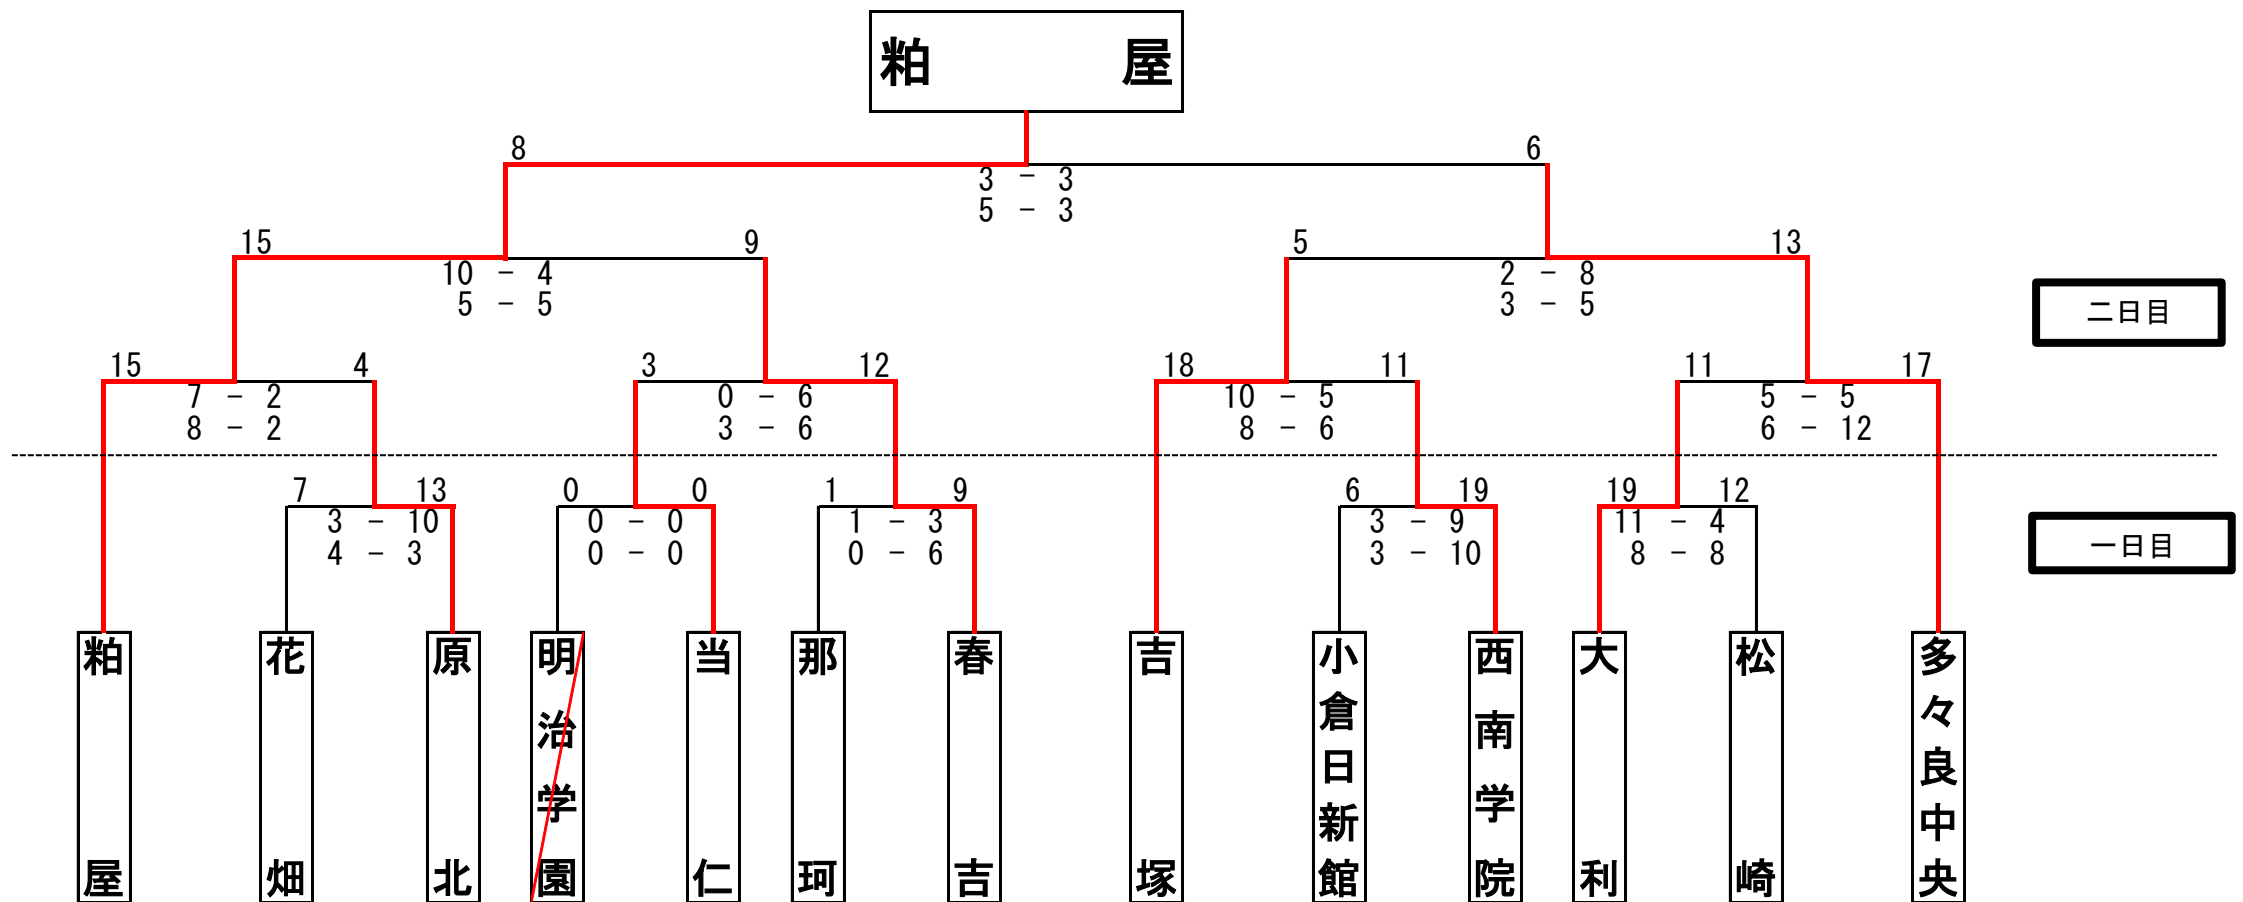 粕屋
8 6
3 - 3
5 - 3
15 9 5 13
10 - 4 2 - 8
5 - 5 3 - 5
二日目
15 4 3 12 18 11 11 17
7 - 2 0 - 6 10 - 5 5 - 5
8 - 2 3 - 6 8 - 6 6 - 12
7 13 0 0 1 9 6 19 19 12
3 - 10 0 - 0 1 - 3 3 - 9 11 - 4
4 - 3 0 - 0 0 - 6 3 - 10 8 - 8
一日目
粕屋
花畑
原北
明治学園
当仁
那珂
春吉
吉塚
小倉日新館
西南学院
大利
松崎
多々良中央